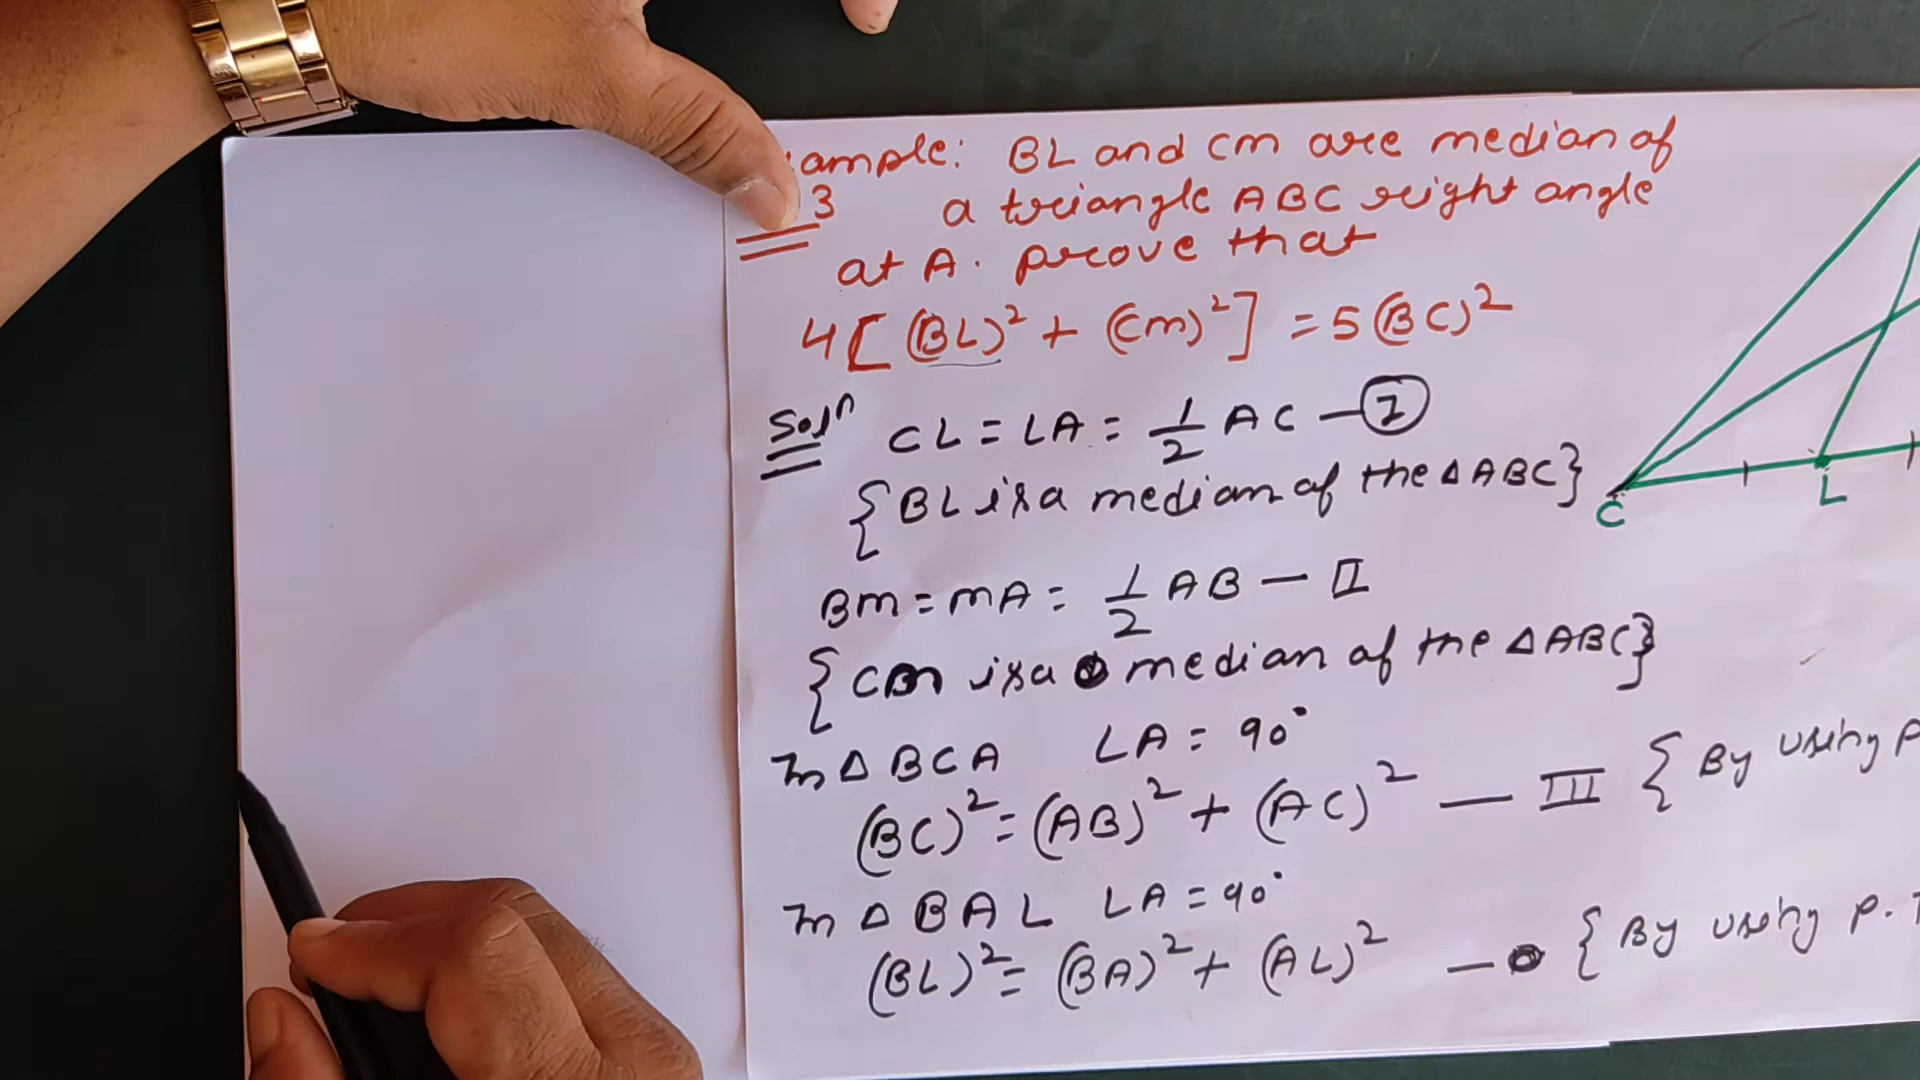 ample: BL and CM are median of
3 a triangle ABC right angle
at A. prove that
4[(BL)² + (CM)²] = 5(BC)²
Solⁿ CL = LA = 1/2 AC — I
{BL is a median of the ΔABC}
BM = MA = 1/2 AB — II
{CM is a median of the ΔABC}
In Δ BCA ∠A = 90°
(BC)² = (AB)² + (AC)² — III { By using P
In Δ BAL ∠A = 90°
(BL)² = (BA)² + (AL)² — { By using P.T
C
L